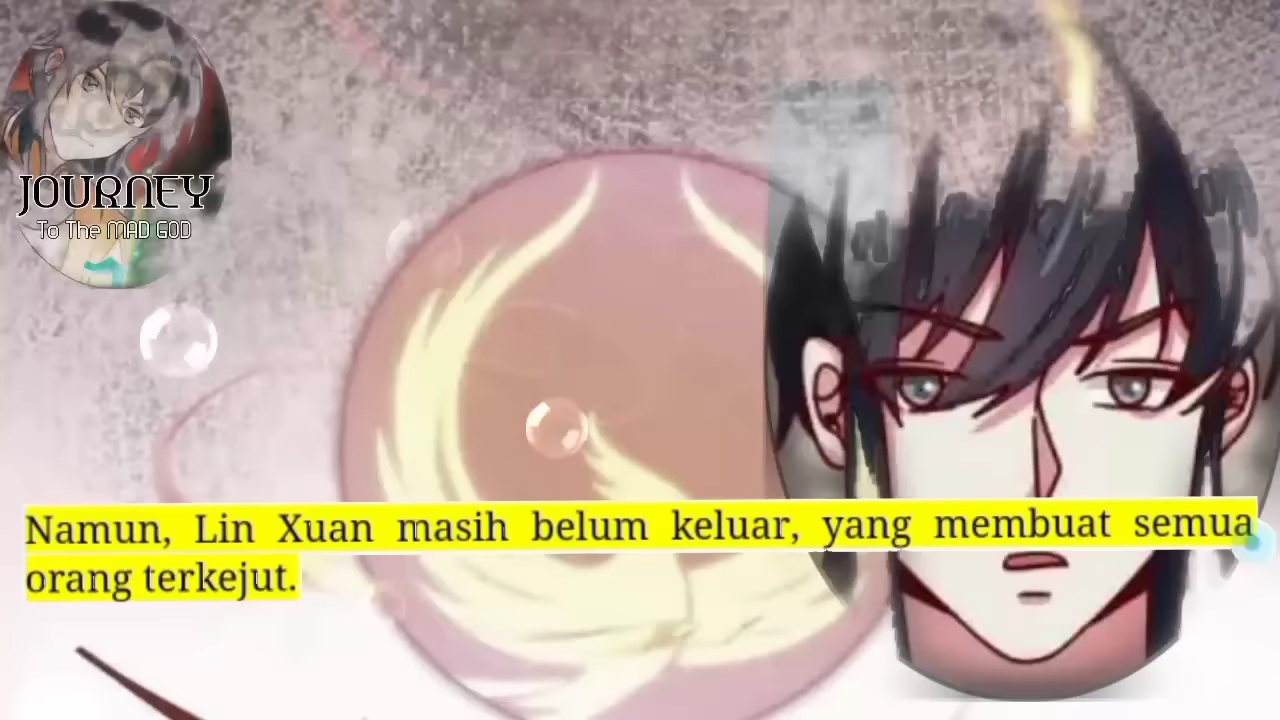 JOURNEY
To The MAD GOD
Namun, Lin Xuan masih belum keluar, yang membuat semua
orang terkejut.